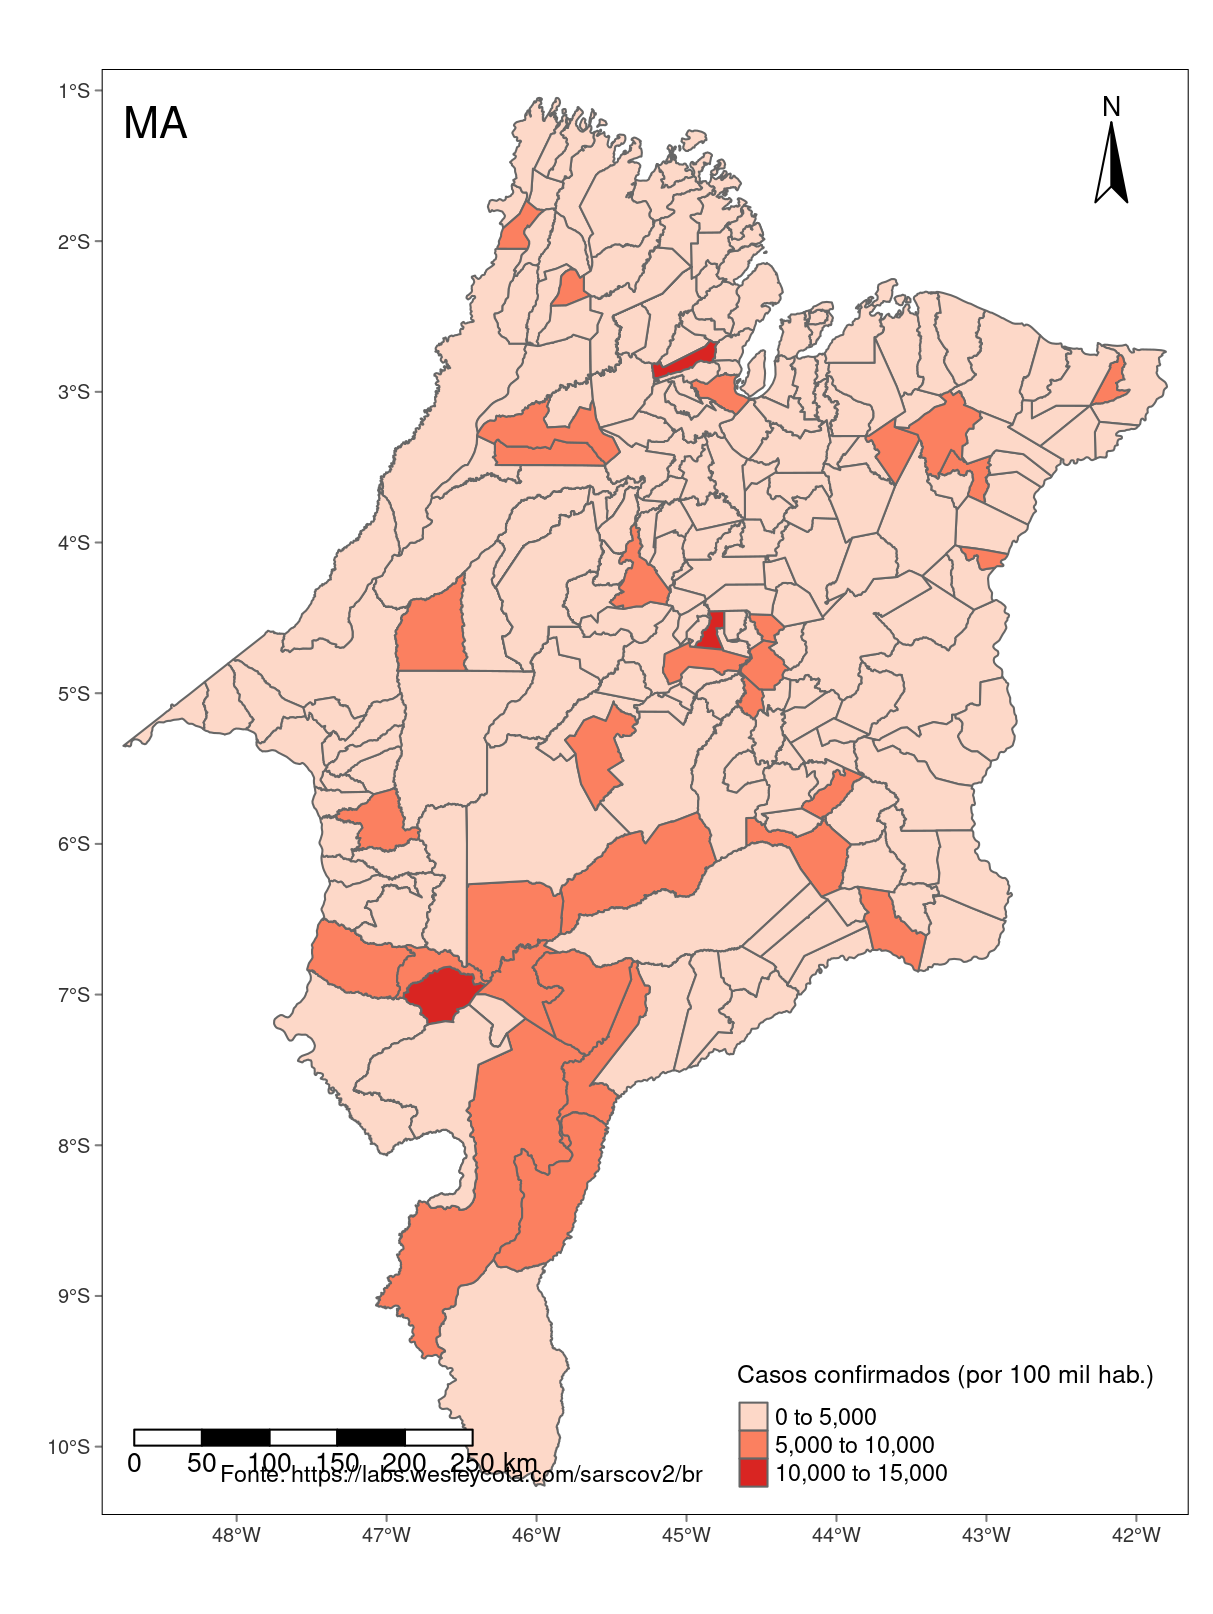 MA
N
1°S
2°S
3°S
4°S
5°S
6°S
7°S
8°S
9°S
10°S
Casos confirmados (por 100 mil hab.)
0 to 5,000
5,000 to 10,000
10,000 to 15,000
0 50 100 150 200 250 km
Fonte: https://labs.wesleycota.com/sarscov2/br
48°W 47°W 46°W 45°W 44°W 43°W 42°W